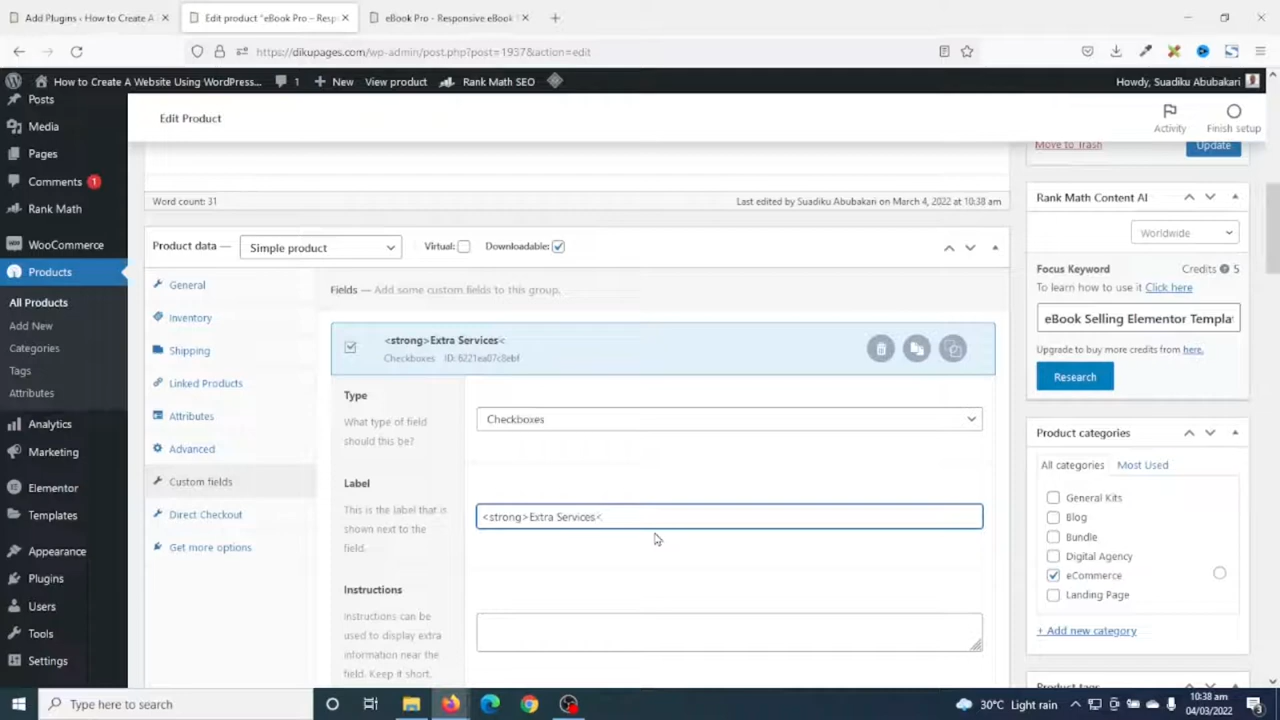 Add Plugins ‹ How to Create A
Edit product "eBook Pro – Resp
eBook Pro - Responsive eBook
https://dikupages.com/wp-admin/post.php?post=1937&action=edit
How to Create A Website Using WordPress...
1
New
View product
Rank Math SEO
Howdy, Suadiku Abubakari
Posts
Media
Pages
Comments 1
Rank Math
WooCommerce
Products
All Products
Add New
Categories
Tags
Attributes
Analytics
Marketing
Elementor
Templates
Appearance
Plugins
Users
Tools
Settings
Edit Product
Activity
Finish setup
Word count: 31
Last edited by Suadiku Abubakari on March 4, 2022 at 10:38 am
Product data —
Simple product
Virtual:
Downloadable:
General
Inventory
Shipping
Linked Products
Attributes
Advanced
Custom fields
Direct Checkout
Get more options
Fields — Add some custom fields to this group.
<strong>Extra Services<
Checkboxes ID: 6221ea07c8ebf
Type
What type of field
should this be?
Checkboxes
Label
This is the label that is
shown next to the
field.
<strong>Extra Services<
Instructions
Instructions can be
used to display extra
information near the
field. Keep it short,
Move to Trash
Update
Rank Math Content AI
Worldwide
Focus Keyword
Credits 5
To learn how to use it Click here
eBook Selling Elementor Templat
Upgrade to buy more credits from here.
Research
Product categories
All categories
Most Used
General Kits
Blog
Bundle
Digital Agency
eCommerce
Landing Page
+ Add new category
Product tags
Type here to search
30°C Light rain
10:38 am
04/03/2022
3